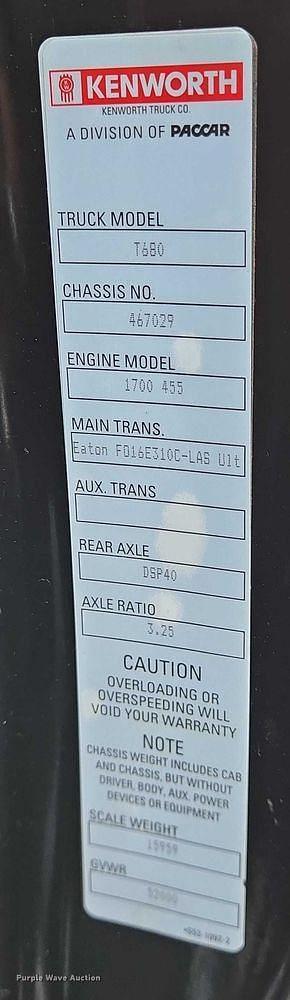 KENWORTH
KENWORTH TRUCK CO.
A DIVISION OF PACCAR
TRUCK MODEL
T680
CHASSIS NO.
467029
ENGINE MODEL
1700 455
MAIN TRANS.
Eaton FO16E310C-LAS Ult
AUX. TRANS
REAR AXLE
DSP40
AXLE RATIO
3.25
CAUTION
OVERLOADING OR
OVERSPEEDING WILL
VOID YOUR WARRANTY
NOTE
CHASSIS WEIGHT INCLUDES CAB
AND CHASSIS, BUT WITHOUT
DRIVER, BODY, AUX. POWER
DEVICES OR EQUIPMENT
SCALE WEIGHT
15959
GVWR
52000
Purple Wave Auction